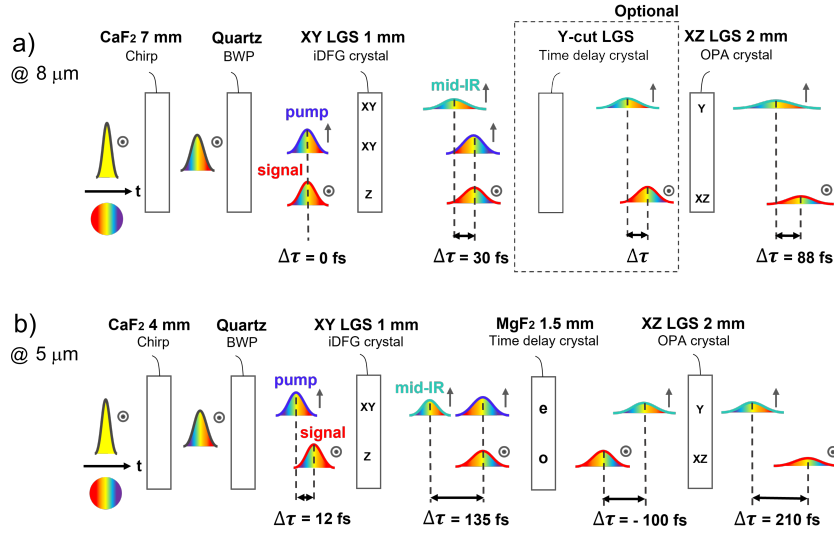 Optional
a)
CaF₂ 7 mm Quartz XY LGS 1 mm Y-cut LGS XZ LGS 2 mm
Chirp BWP iDFG crystal Time delay crystal OPA crystal
@ 8 μm
mid-IR
XY Y
pump
XY
signal
Z XZ
t
Δτ = 0 fs Δτ = 30 fs Δτ Δτ = 88 fs
b)
CaF₂ 4 mm Quartz XY LGS 1 mm MgF₂ 1.5 mm XZ LGS 2 mm
Chirp BWP iDFG crystal Time delay crystal OPA crystal
@ 5 μm
pump mid-IR
XY e Y
signal
Z o XZ
t
Δτ = 12 fs Δτ = 135 fs Δτ = - 100 fs Δτ = 210 fs